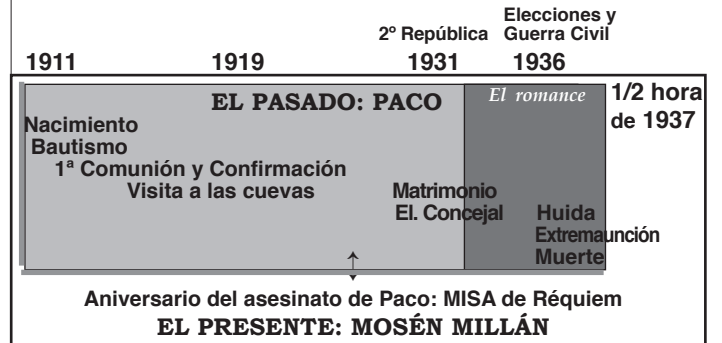 Elecciones y
2º República Guerra Civil
1911 1919 1931 1936
EL PASADO: PACO El romance 1/2 hora
de 1937
Nacimiento
Bautismo
1ª Comunión y Confirmación
Visita a las cuevas Matrimonio
El. Concejal Huida
Extremaunción
Muerte
Aniversario del asesinato de Paco: MISA de Réquiem
EL PRESENTE: MOSÉN MILLÁN